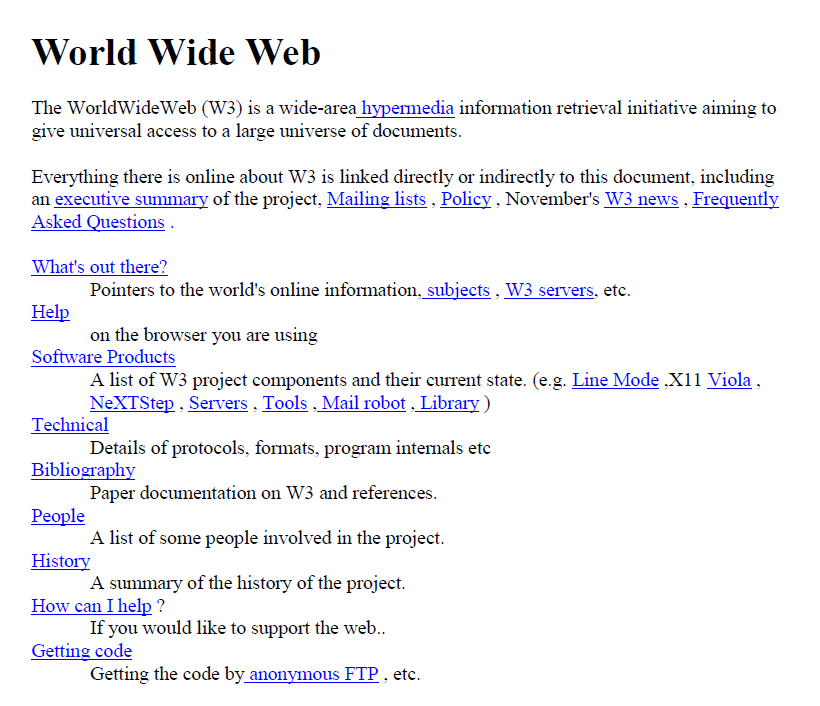 World Wide Web
The WorldWideWeb (W3) is a wide-area hypermedia information retrieval initiative aiming to
give universal access to a large universe of documents.
Everything there is online about W3 is linked directly or indirectly to this document, including
an executive summary of the project, Mailing lists , Policy , November's W3 news , Frequently
Asked Questions .
What's out there?
Pointers to the world's online information, subjects , W3 servers, etc.
Help
on the browser you are using
Software Products
A list of W3 project components and their current state. (e.g. Line Mode ,X11 Viola ,
NeXTStep , Servers , Tools , Mail robot , Library )
Technical
Details of protocols, formats, program internals etc
Bibliography
Paper documentation on W3 and references.
People
A list of some people involved in the project.
History
A summary of the history of the project.
How can I help ?
If you would like to support the web..
Getting code
Getting the code by anonymous FTP , etc.